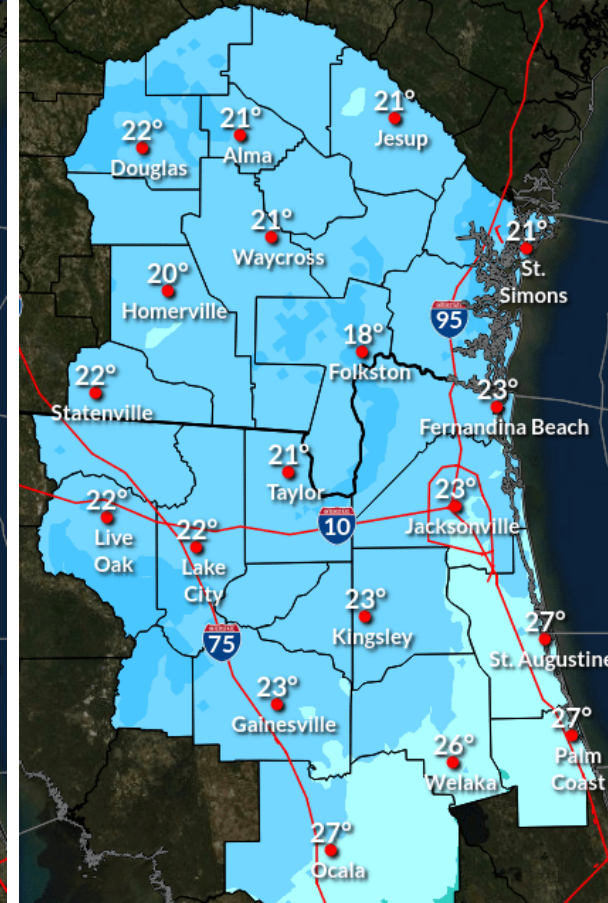 21°
Jesup
22°
Douglas
21°
Alma
21°
Waycross
21°
St.
Simons
20°
Homerville
95
18°
Folkston
22°
Statenville
23°
Fernandina Beach
21°
Taylor
22°
Live
Oak
10
23°
Jacksonville
22°
Lake
City
23°
Kingsley
75
27°
St. Augustine
23°
Gainesville
27°
Palm
Coast
26°
Welaka
27°
Ocala